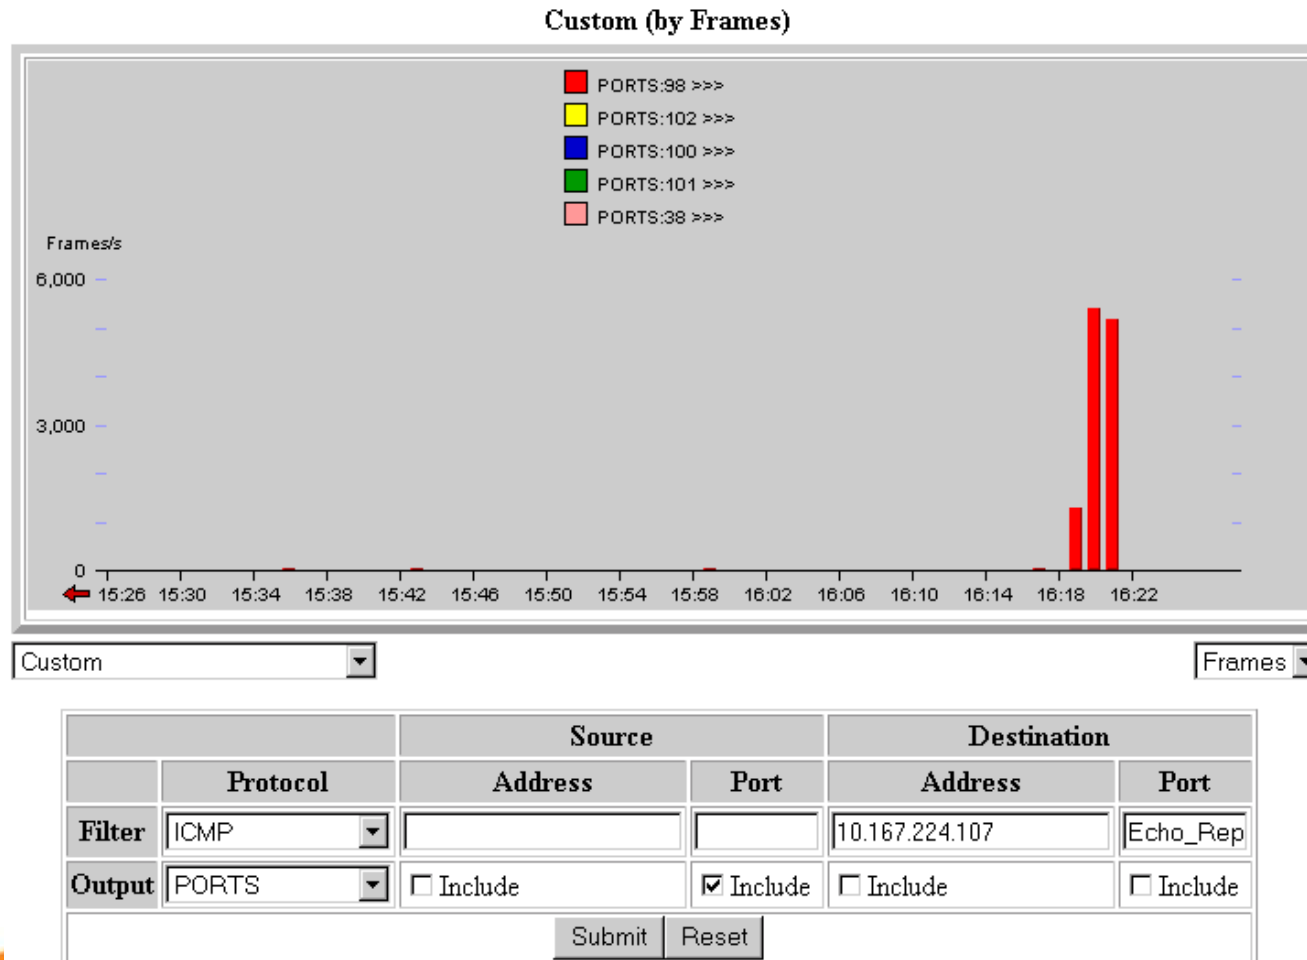 Custom (by Frames)
PORTS:98 >>>
PORTS:102 >>>
PORTS:100 >>>
PORTS:101 >>>
PORTS:38 >>>
Frames/s
6,000
3,000
0
15:26 15:30 15:34 15:38 15:42 15:46 15:50 15:54 15:58 16:02 16:06 16:10 16:14 16:18 16:22
Custom Frames
Source Destination
Protocol Address Port Address Port
Filter ICMP 10.167.224.107 Echo_Rep
Output PORTS Include Include Include Include
Submit Reset